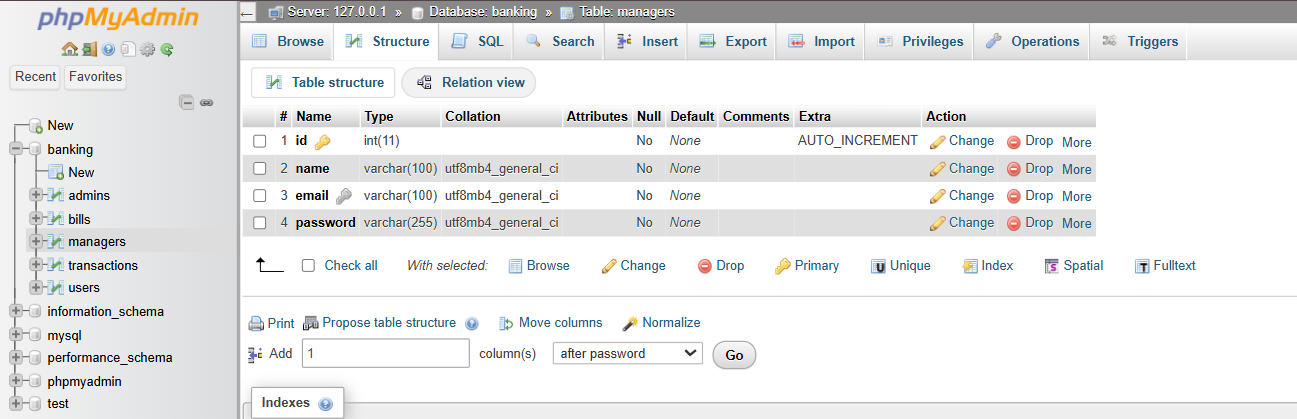 phpMyAdmin
Server: 127.0.0.1 » Database: banking » Table: managers
Browse Structure SQL Search Insert Export Import Privileges Operations Triggers
Recent Favorites
Table structure Relation view
New
banking
New
admins
bills
managers
transactions
users
information_schema
mysql
performance_schema
phpmyadmin
test
# Name Type Collation Attributes Null Default Comments Extra Action
1 id int(11) No None AUTO_INCREMENT Change Drop More
2 name varchar(100) utf8mb4_general_ci No None Change Drop More
3 email varchar(100) utf8mb4_general_ci No None Change Drop More
4 password varchar(255) utf8mb4_general_ci No None Change Drop More
Check all With selected: Browse Change Drop Primary Unique Index Spatial Fulltext
Print Propose table structure Move columns Normalize
Add 1 column(s) after password Go
Indexes